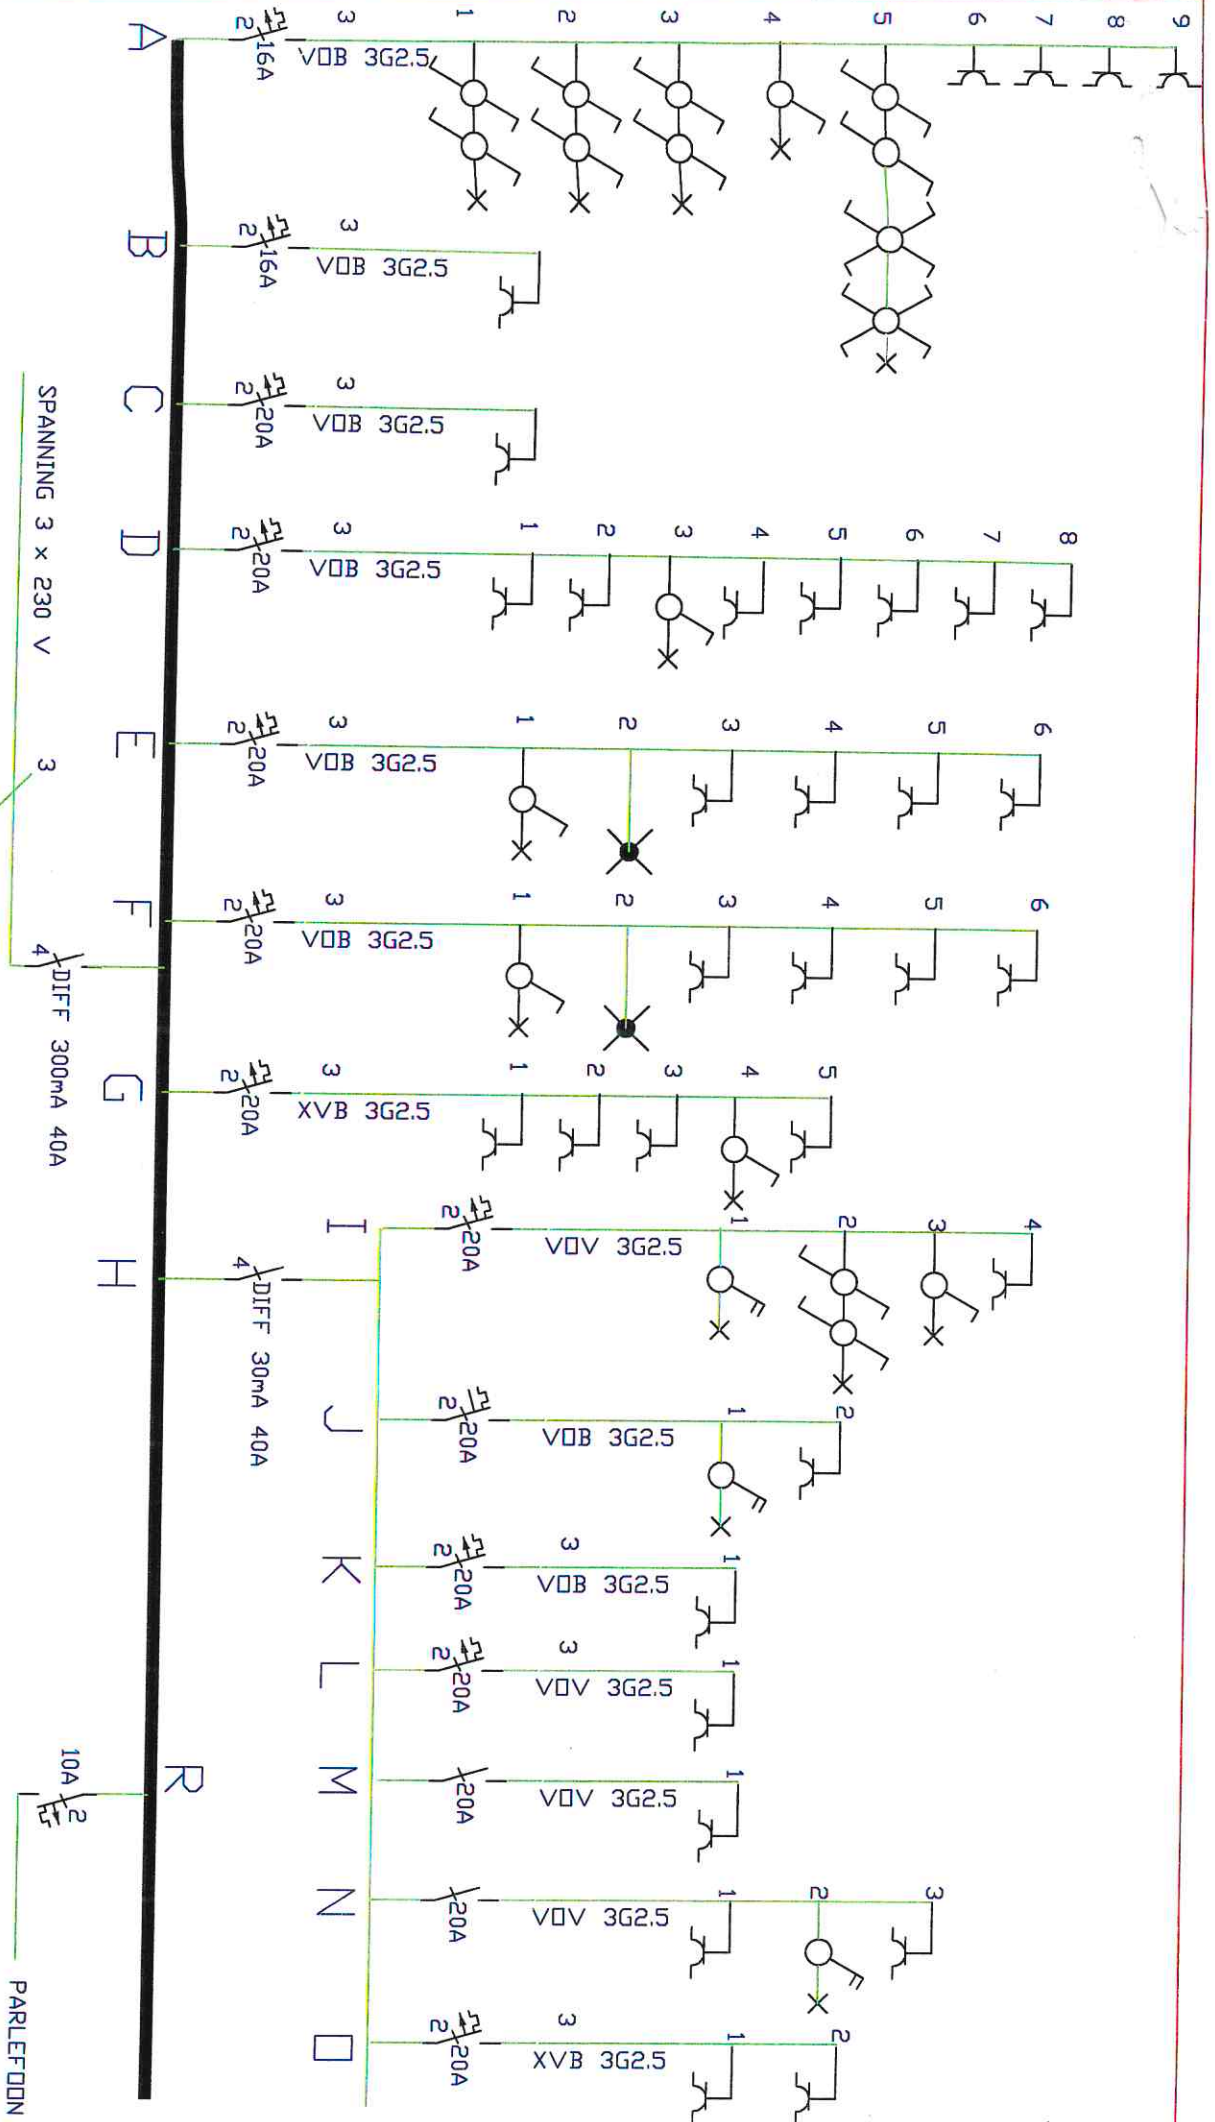 A
2 16A
3
VOB 3G2.5
1 2 3 4 5 6 7 8 9
B
2 16A
3
VOB 3G2.5
C
2 20A
3
VOB 3G2.5
D
2 20A
3
VOB 3G2.5
1 2 3 4 5 6 7 8
E
2 20A
3
VOB 3G2.5
1 2 3 4 5 6
F
2 20A
3
VOB 3G2.5
1 2 3 4 5 6
G
2 20A
3
XVB 3G2.5
1 2 3 4 5
H
4 DIFF 30mA 40A
I
2 20A
VOV 3G2.5
1 2 3 4
J
2 20A
VOB 3G2.5
1 2
K
2 20A
3
VOB 3G2.5
1
L
2 20A
3
VOV 3G2.5
1
M
20A
VOV 3G2.5
1
N
20A
VOV 3G2.5
1 2 3
O
2 20A
3
XVB 3G2.5
1 2
SPANNING 3 x 230 V
3
4 DIFF 300mA 40A
R
10A 2
PARLEFOON